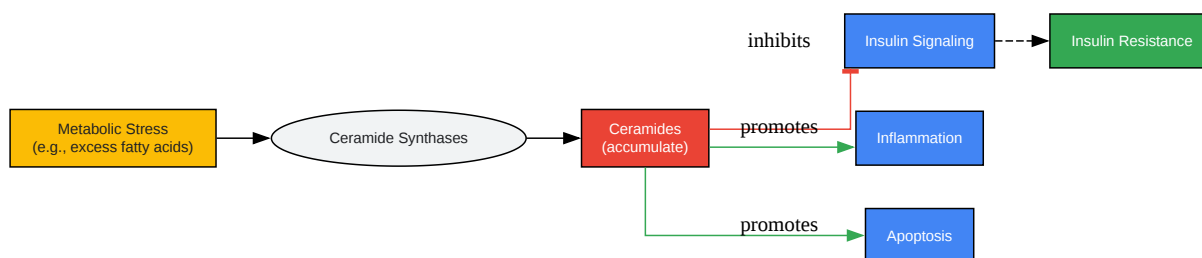 inhibits
Insulin Signaling
Insulin Resistance
Metabolic Stress
(e.g., excess fatty acids)
Ceramide Synthases
Ceramides
(accumulate)
promotes
Inflammation
promotes
Apoptosis